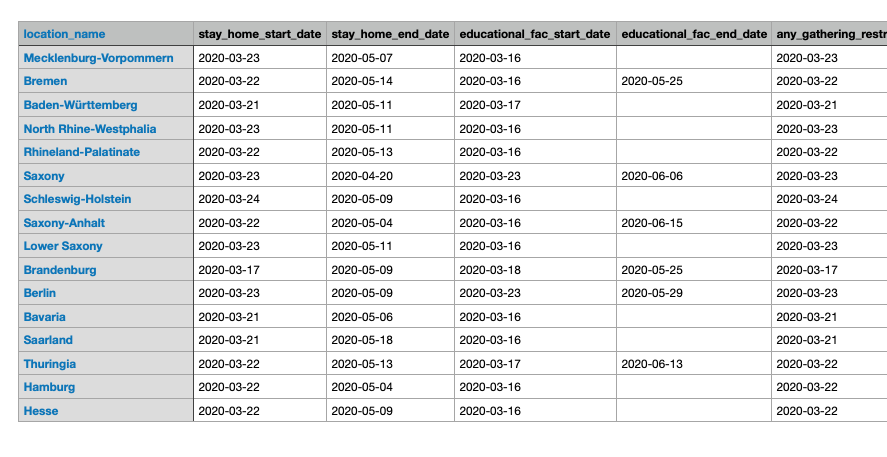 location_name stay_home_start_date stay_home_end_date educational_fac_start_date educational_fac_end_date any_gathering_restr
Mecklenburg-Vorpommern 2020-03-23 2020-05-07 2020-03-16 2020-03-23
Bremen 2020-03-22 2020-05-14 2020-03-16 2020-05-25 2020-03-22
Baden-Württemberg 2020-03-21 2020-05-11 2020-03-17 2020-03-21
North Rhine-Westphalia 2020-03-23 2020-05-11 2020-03-16 2020-03-23
Rhineland-Palatinate 2020-03-22 2020-05-13 2020-03-16 2020-03-22
Saxony 2020-03-23 2020-04-20 2020-03-23 2020-06-06 2020-03-23
Schleswig-Holstein 2020-03-24 2020-05-09 2020-03-16 2020-03-24
Saxony-Anhalt 2020-03-22 2020-05-04 2020-03-16 2020-06-15 2020-03-22
Lower Saxony 2020-03-23 2020-05-11 2020-03-16 2020-03-23
Brandenburg 2020-03-17 2020-05-09 2020-03-18 2020-05-25 2020-03-17
Berlin 2020-03-23 2020-05-09 2020-03-23 2020-05-29 2020-03-23
Bavaria 2020-03-21 2020-05-06 2020-03-16 2020-03-21
Saarland 2020-03-21 2020-05-18 2020-03-16 2020-03-21
Thuringia 2020-03-22 2020-05-13 2020-03-17 2020-06-13 2020-03-22
Hamburg 2020-03-22 2020-05-04 2020-03-16 2020-03-22
Hesse 2020-03-22 2020-05-09 2020-03-16 2020-03-22